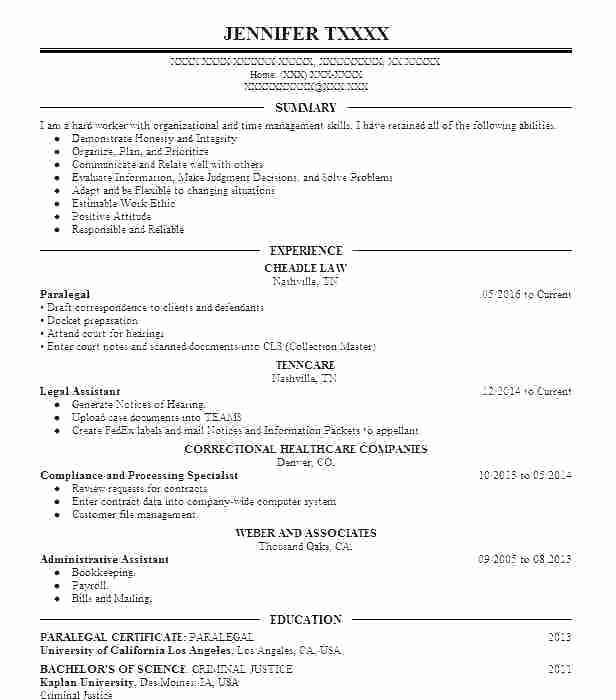 JENNIFER TXXXX
XXXX XXXX XXXXXX XXXXX, XXXXXXXXX, XX XXXXX
Home: (XXX) XXX-XXXX
XXXXXXXXXX@XXX.XXX
SUMMARY
I am a hard worker with organizational and time management skills. I have retained all of the following abilities.
● Demonstrate Honesty and Integrity
● Organize, Plan, and Prioritize
● Communicate and Relate well with others
● Evaluate Information, Make Judgment Decisions, and Solve Problems
● Adapt and be Flexible to changing situations
● Estimable Work Ethic
● Positive Attitude
● Responsible and Reliable
EXPERIENCE
CHEADLE LAW
Nashville, TN
Paralegal 05/2016 to Current
• Draft correspondence to clients and defendants
• Docket preparation
• Attend court for hearings
• Enter court notes and scanned documents into CLS (Collection Master)
TENNCARE
Nashville, TN
Legal Assistant 12/2014 to Current
● Generate Notices of Hearing.
● Upload case documents into TEAMS
● Create FedEx labels and mail Notices and Information Packets to appellant
CORRECTIONAL HEALTHCARE COMPANIES
Denver, CO.
Compliance and Processing Specialist 10/2013 to 05/2014
● Review requests for contracts
● Enter contract data into company-wide computer system
● Customer file management.
WEBER AND ASSOCIATES
Thousand Oaks, CA.
Administrative Assistant 09/2005 to 08/2013
● Bookkeeping.
● Payroll.
● Bills and Mailing.
EDUCATION
PARALEGAL CERTIFICATE: PARALEGAL 2013
University of California Los Angeles, Los Angeles, CA, USA
BACHELOR'S OF SCIENCE: CRIMINAL JUSTICE 2011
Kaplan University, Des Moines, IA, USA
Criminal Justice